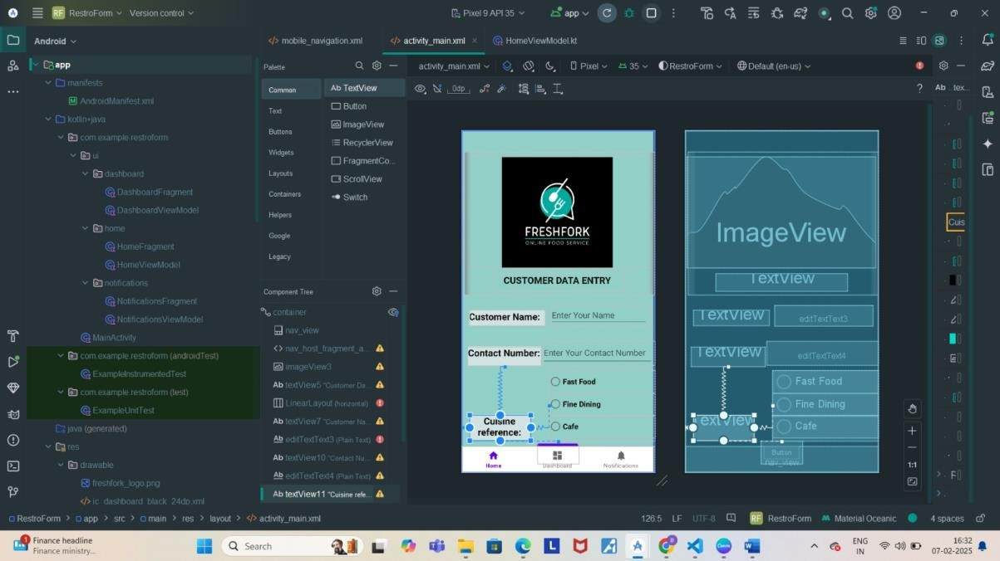 RF RestroForm Version control Pixel 9 API 35 app
Android
mobile_navigation.xml activity_main.xml HomeViewModel.kt
app
manifests
AndroidManifest.xml
kotlin+java
com.example.restroform
ui
dashboard
DashboardFragment
DashboardViewModel
home
HomeFragment
HomeViewModel
notifications
NotificationsFragment
NotificationsViewModel
MainActivity
com.example.restroform (androidTest)
ExampleInstrumentedTest
com.example.restroform (test)
ExampleUnitTest
java (generated)
res
drawable
freshfork_logo.png
ic_dashboard_black_24dp.xml
Palette
Common
Text
Buttons
Widgets
Layouts
Containers
Helpers
Google
Legacy
Ab TextView
Button
ImageView
RecyclerView
FragmentCo...
ScrollView
Switch
Component Tree
container
nav_view
nav_host_fragment_a...
imageView3
Ab textView5 "Customer Da...
LinearLayout (horizontal)
Ab textView7 "Customer Na...
Ab editTextText3 (Plain Text)
Ab textView10 "Contact Nu...
Ab editTextText4 (Plain Text)
Ab textView11 "Cuisine refe...
activity_main.xml Pixel 35 RestroForm Default (en-us)
0dp
?
Ab ...tex...
Cuis
FRESHFORK
ONLINE FOOD SERVICE
CUSTOMER DATA ENTRY
Customer Name: Enter Your Name
Contact Number: Enter Your Contact Number
Fast Food
Fine Dining
Cuisine
reference:
Cafe
Home Dashboard Notifications
ImageView
TextView
TextView editTextText3
TextView editTextText4
Fast Food
Fine Dining
TextView Cafe
Button
nav_view
1:1
F
RestroForm app src main res layout activity_main.xml 126:5 LF UTF-8 RF RestroForm Material Oceanic 4 spaces
1
Finance headline
Finance ministry...
Search
L
W
ENG
IN
16:32
07-02-2025